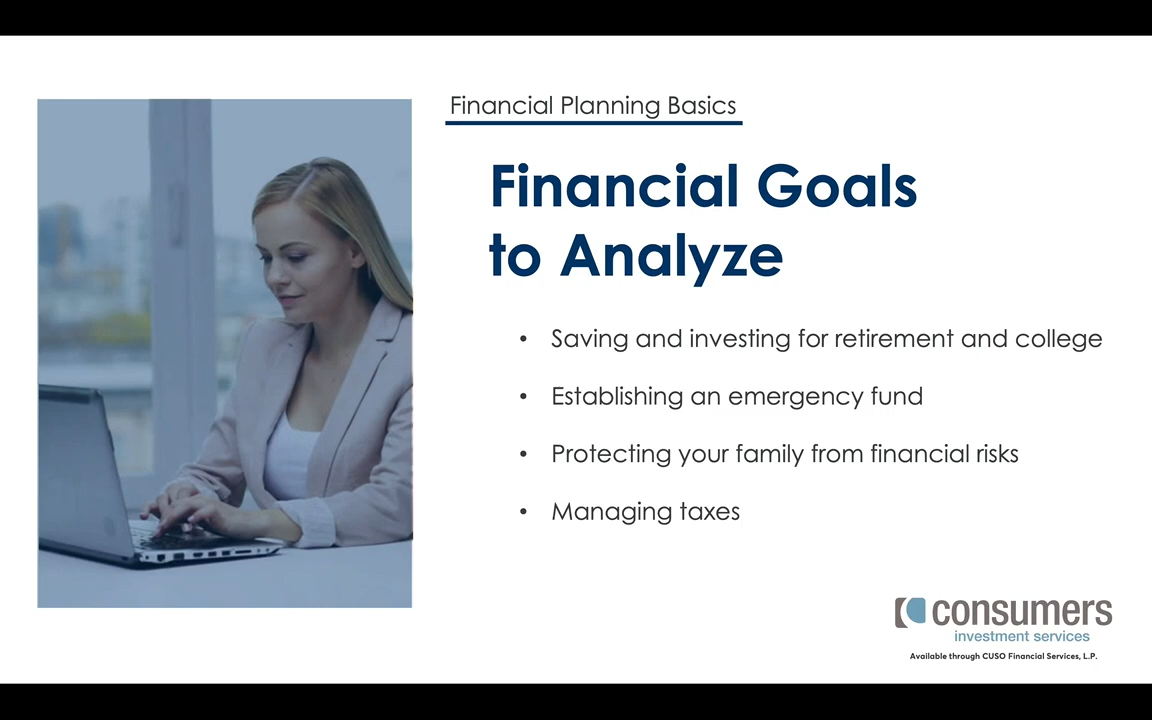 Financial Planning Basics
Financial Goals
to Analyze
• Saving and investing for retirement and college
• Establishing an emergency fund
• Protecting your family from financial risks
• Managing taxes
consumers
investment services
Available through CUSO Financial Services, L.P.